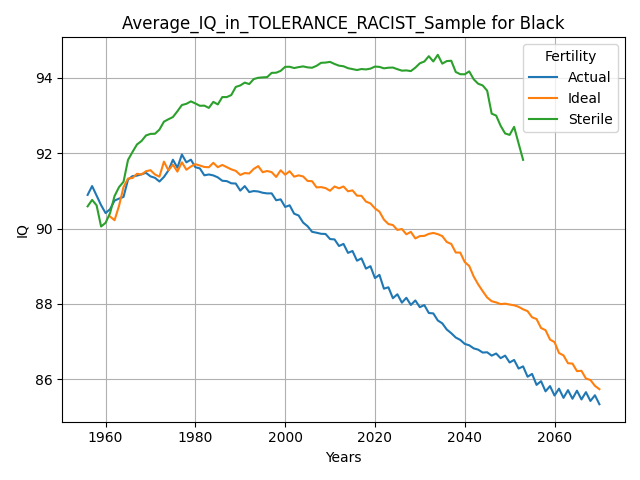 Average_IQ_in_TOLERANCE_RACIST_Sample for Black
Fertility
Actual
Ideal
Sterile
IQ
94
92
90
88
86
1960
1980
2000
2020
2040
2060
Years